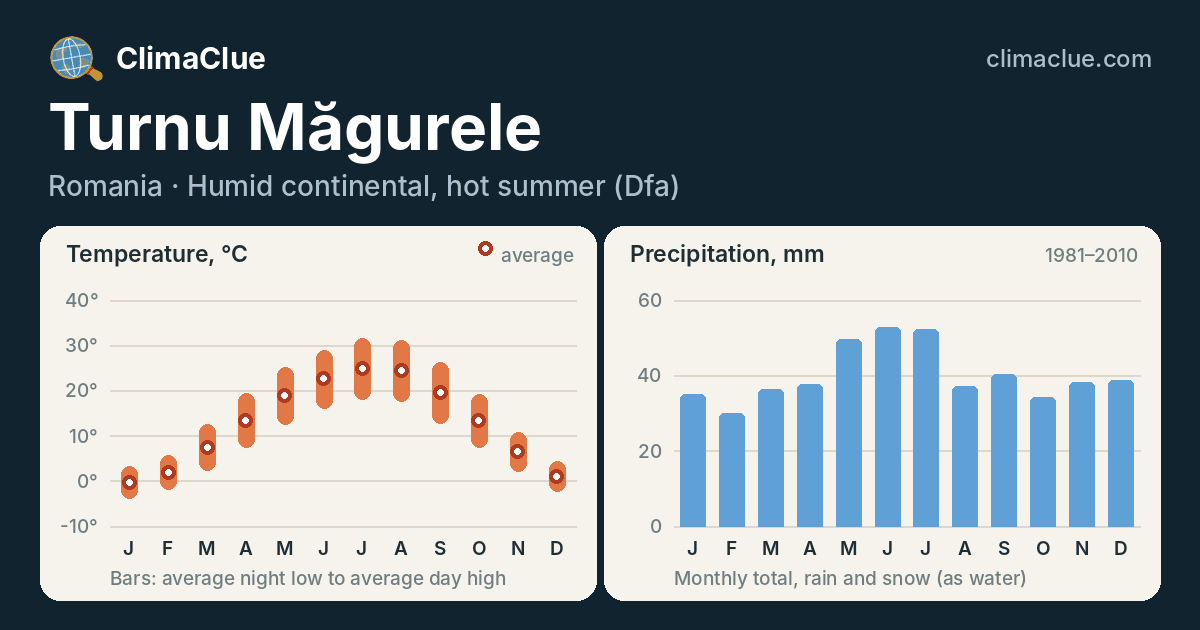 ClimaClue
climaclue.com
Turnu Măgurele
Romania · Humid continental, hot summer (Dfa)
Temperature, °C
average
40°
30°
20°
10°
0°
-10°
J F M A M J J A S O N D
Bars: average night low to average day high
Precipitation, mm
1981–2010
60
40
20
0
J F M A M J J A S O N D
Monthly total, rain and snow (as water)